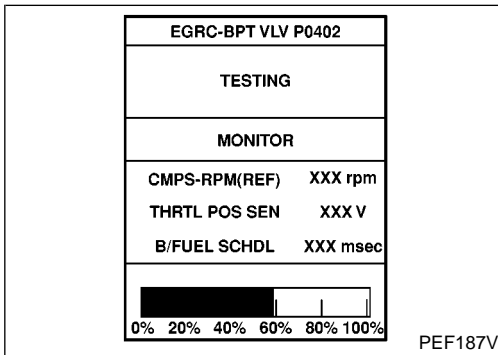 EGRC-BPT VLV P0402
TESTING
MONITOR
CMPS-RPM(REF) XXX rpm
THRTL POS SEN XXX V
B/FUEL SCHDL XXX msec
0% 20% 40% 60% 80% 100%
PEF187V